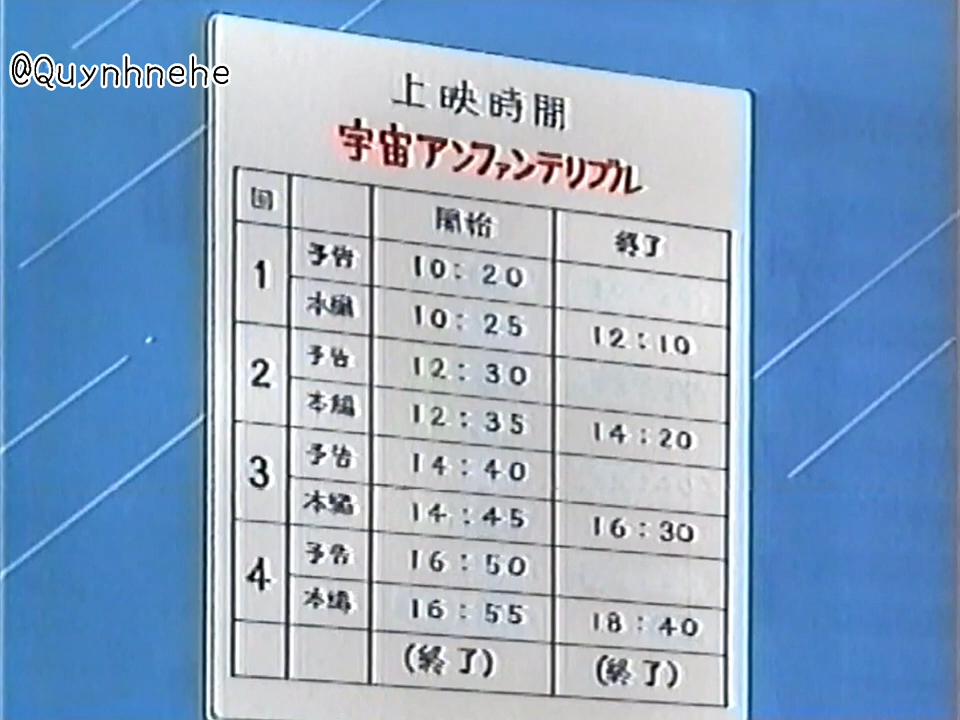 @Quynhnehe
上映時間
宇宙アンファンテリブル
回 開始 終了
1 予告 10:20
本編 10:25 12:10
2 予告 12:30
本編 12:35 14:20
3 予告 14:40
本編 14:45 16:30
4 予告 16:50
本編 16:55 18:40
(終了) (終了)